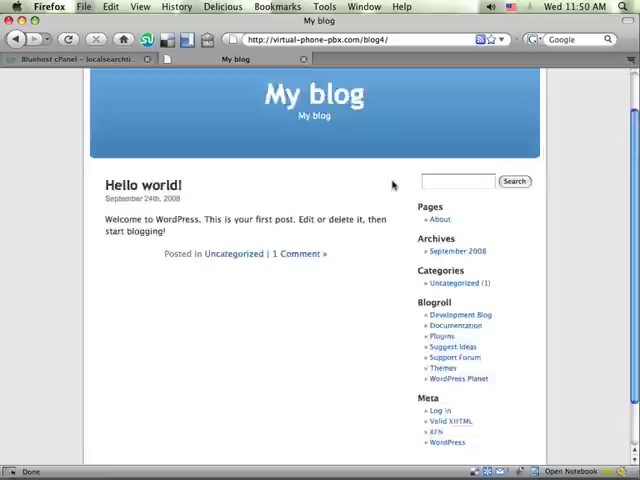 Firefox File Edit View History Delicious Bookmarks Tools Window Help Wed 11:50 AM
My blog
http://virtual-phone-pbx.com/blog4/ Google
Bluehost cPanel - localsearchti... My blog
My blog
My blog
Hello world!
September 24th, 2008
Welcome to WordPress. This is your first post. Edit or delete it, then
start blogging!
Posted in Uncategorized | 1 Comment »
Search
Pages
» About
Archives
» September 2008
Categories
» Uncategorized (1)
Blogroll
» Development Blog
» Documentation
» Plugins
» Suggest Ideas
» Support Forum
» Themes
» WordPress Planet
Meta
» Log in
» Valid XHTML
» XFN
» WordPress
Done Open Notebook